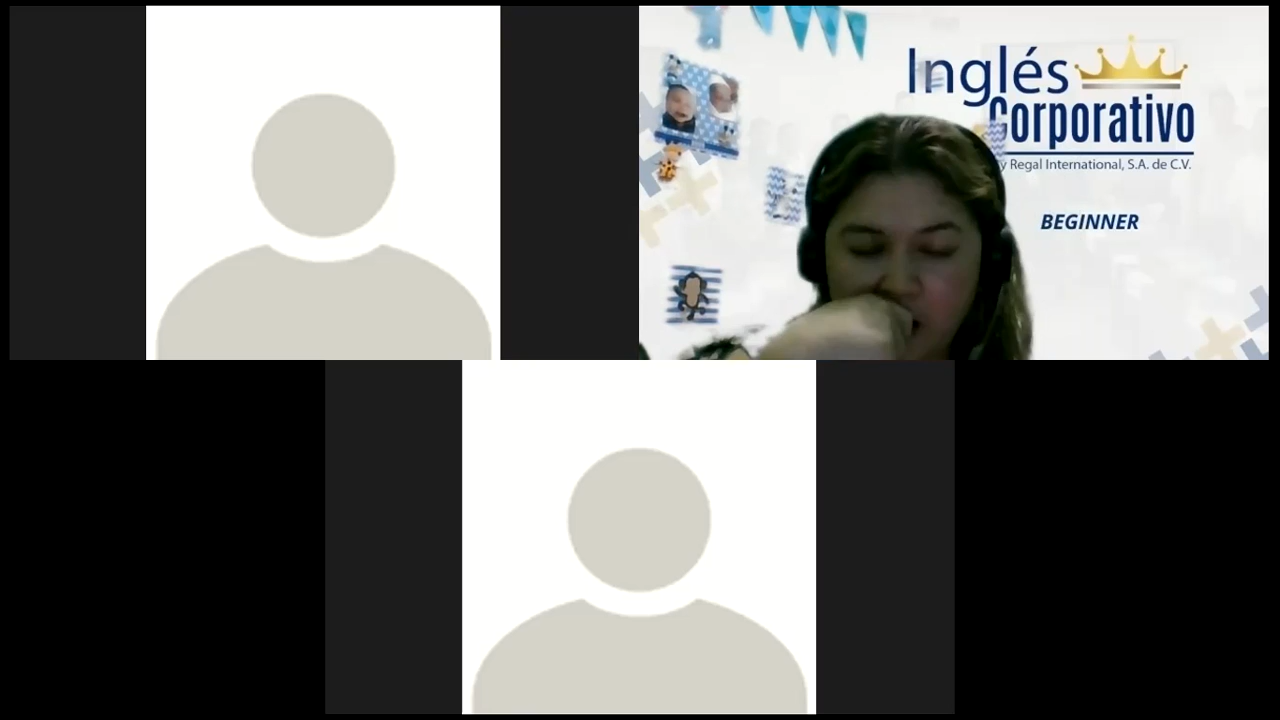 Inglés
Corporativo
y Regal International, S.A. de C.V.
BEGINNER